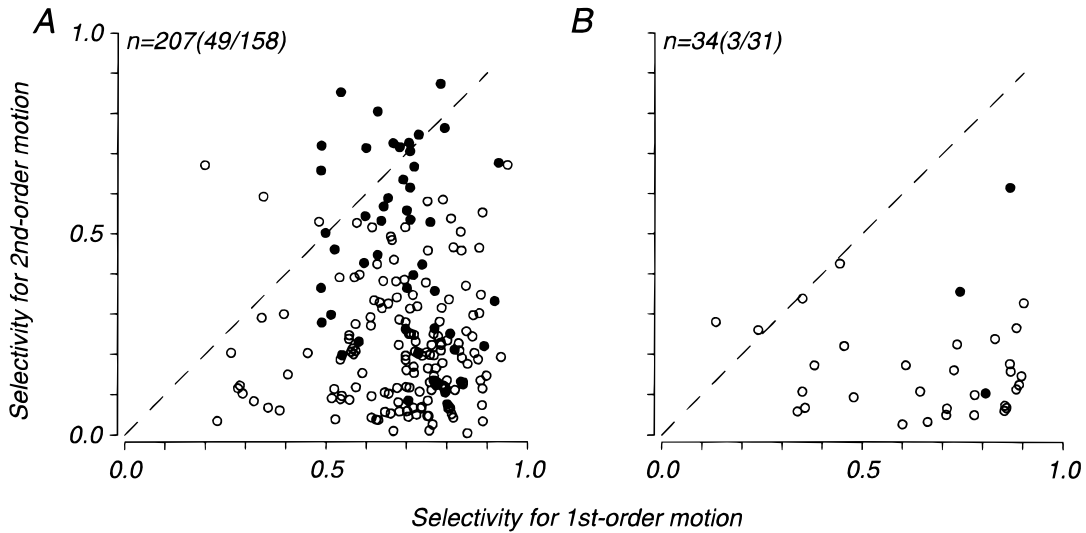 A
B
1.0
n=207(49/158)
n=34(3/31)
Selectivity for 2nd-order motion
0.5
0.0
0.0 0.5 1.0
0.0 0.5 1.0
Selectivity for 1st-order motion